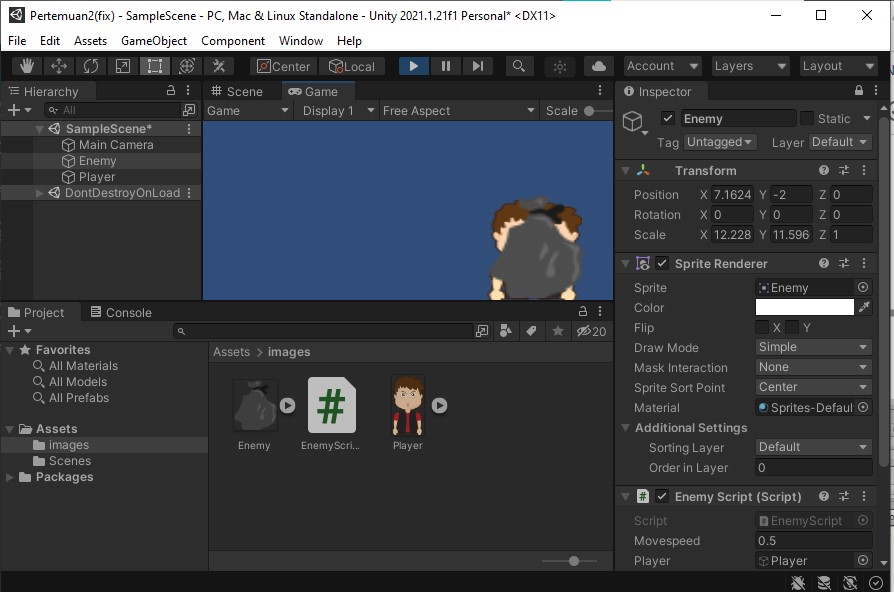 Pertemuan2(fix) - SampleScene - PC, Mac & Linux Standalone - Unity 2021.1.21f1 Personal* <DX11>
File Edit Assets GameObject Component Window Help
Center Local Account Layers Layout
Hierarchy
All
SampleScene*
Main Camera
Enemy
Player
DontDestroyOnLoad
Scene Game
Game Display 1 Free Aspect Scale
Inspector
Enemy Static
Tag Untagged Layer Default
Transform
Position X 7.1624 Y -2 Z 0
Rotation X 0 Y 0 Z 0
Scale X 12.228 Y 11.596 Z 1
Sprite Renderer
Sprite Enemy
Color
Flip X Y
Draw Mode Simple
Mask Interaction None
Sprite Sort Point Center
Material Sprites-Defaul
Additional Settings
Sorting Layer Default
Order in Layer 0
Enemy Script (Script)
Script EnemyScript
Movespeed 0.5
Player Player
Project Console
20
Favorites
All Materials
All Models
All Prefabs
Assets
images
Scenes
Packages
Assets > images
Enemy EnemyScri... Player